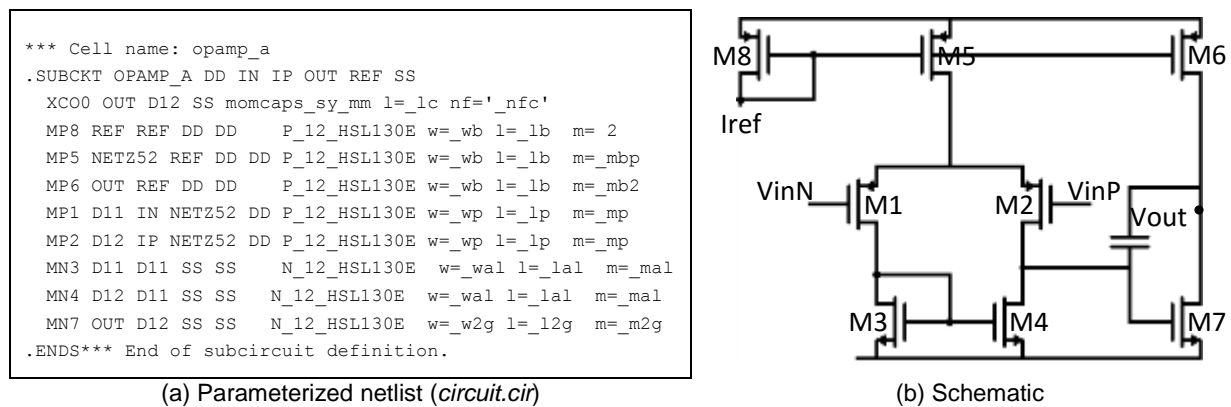 *** Cell name: opamp_a
.SUBCKT OPAMP_A DD IN IP OUT REF SS
XCO0 OUT D12 SS momcaps_sy_mm l=_lc nf='_nfc'
MP8 REF REF DD DD P_12_HSL130E w=_wb l=_lb m= 2
MP5 NETZ52 REF DD DD P_12_HSL130E w=_wb l=_lb m=_mbp
MP6 OUT REF DD DD P_12_HSL130E w=_wb l=_lb m=_mb2
MP1 D11 IN NETZ52 DD P_12_HSL130E w=_wp l=_lp m=_mp
MP2 D12 IP NETZ52 DD P_12_HSL130E w=_wp l=_lp m=_mp
MN3 D11 D11 SS SS N_12_HSL130E w=_wal l=_lal m=_mal
MN4 D12 D11 SS SS N_12_HSL130E w=_wal l=_lal m=_mal
MN7 OUT D12 SS SS N_12_HSL130E w=_w2g l=_l2g m=_m2g
.ENDS*** End of subcircuit definition.
(a) Parameterized netlist (circuit.cir)
M8 M5 M6
Iref
VinN M1 M2 VinP
Vout
M3 M4 M7
(b) Schematic